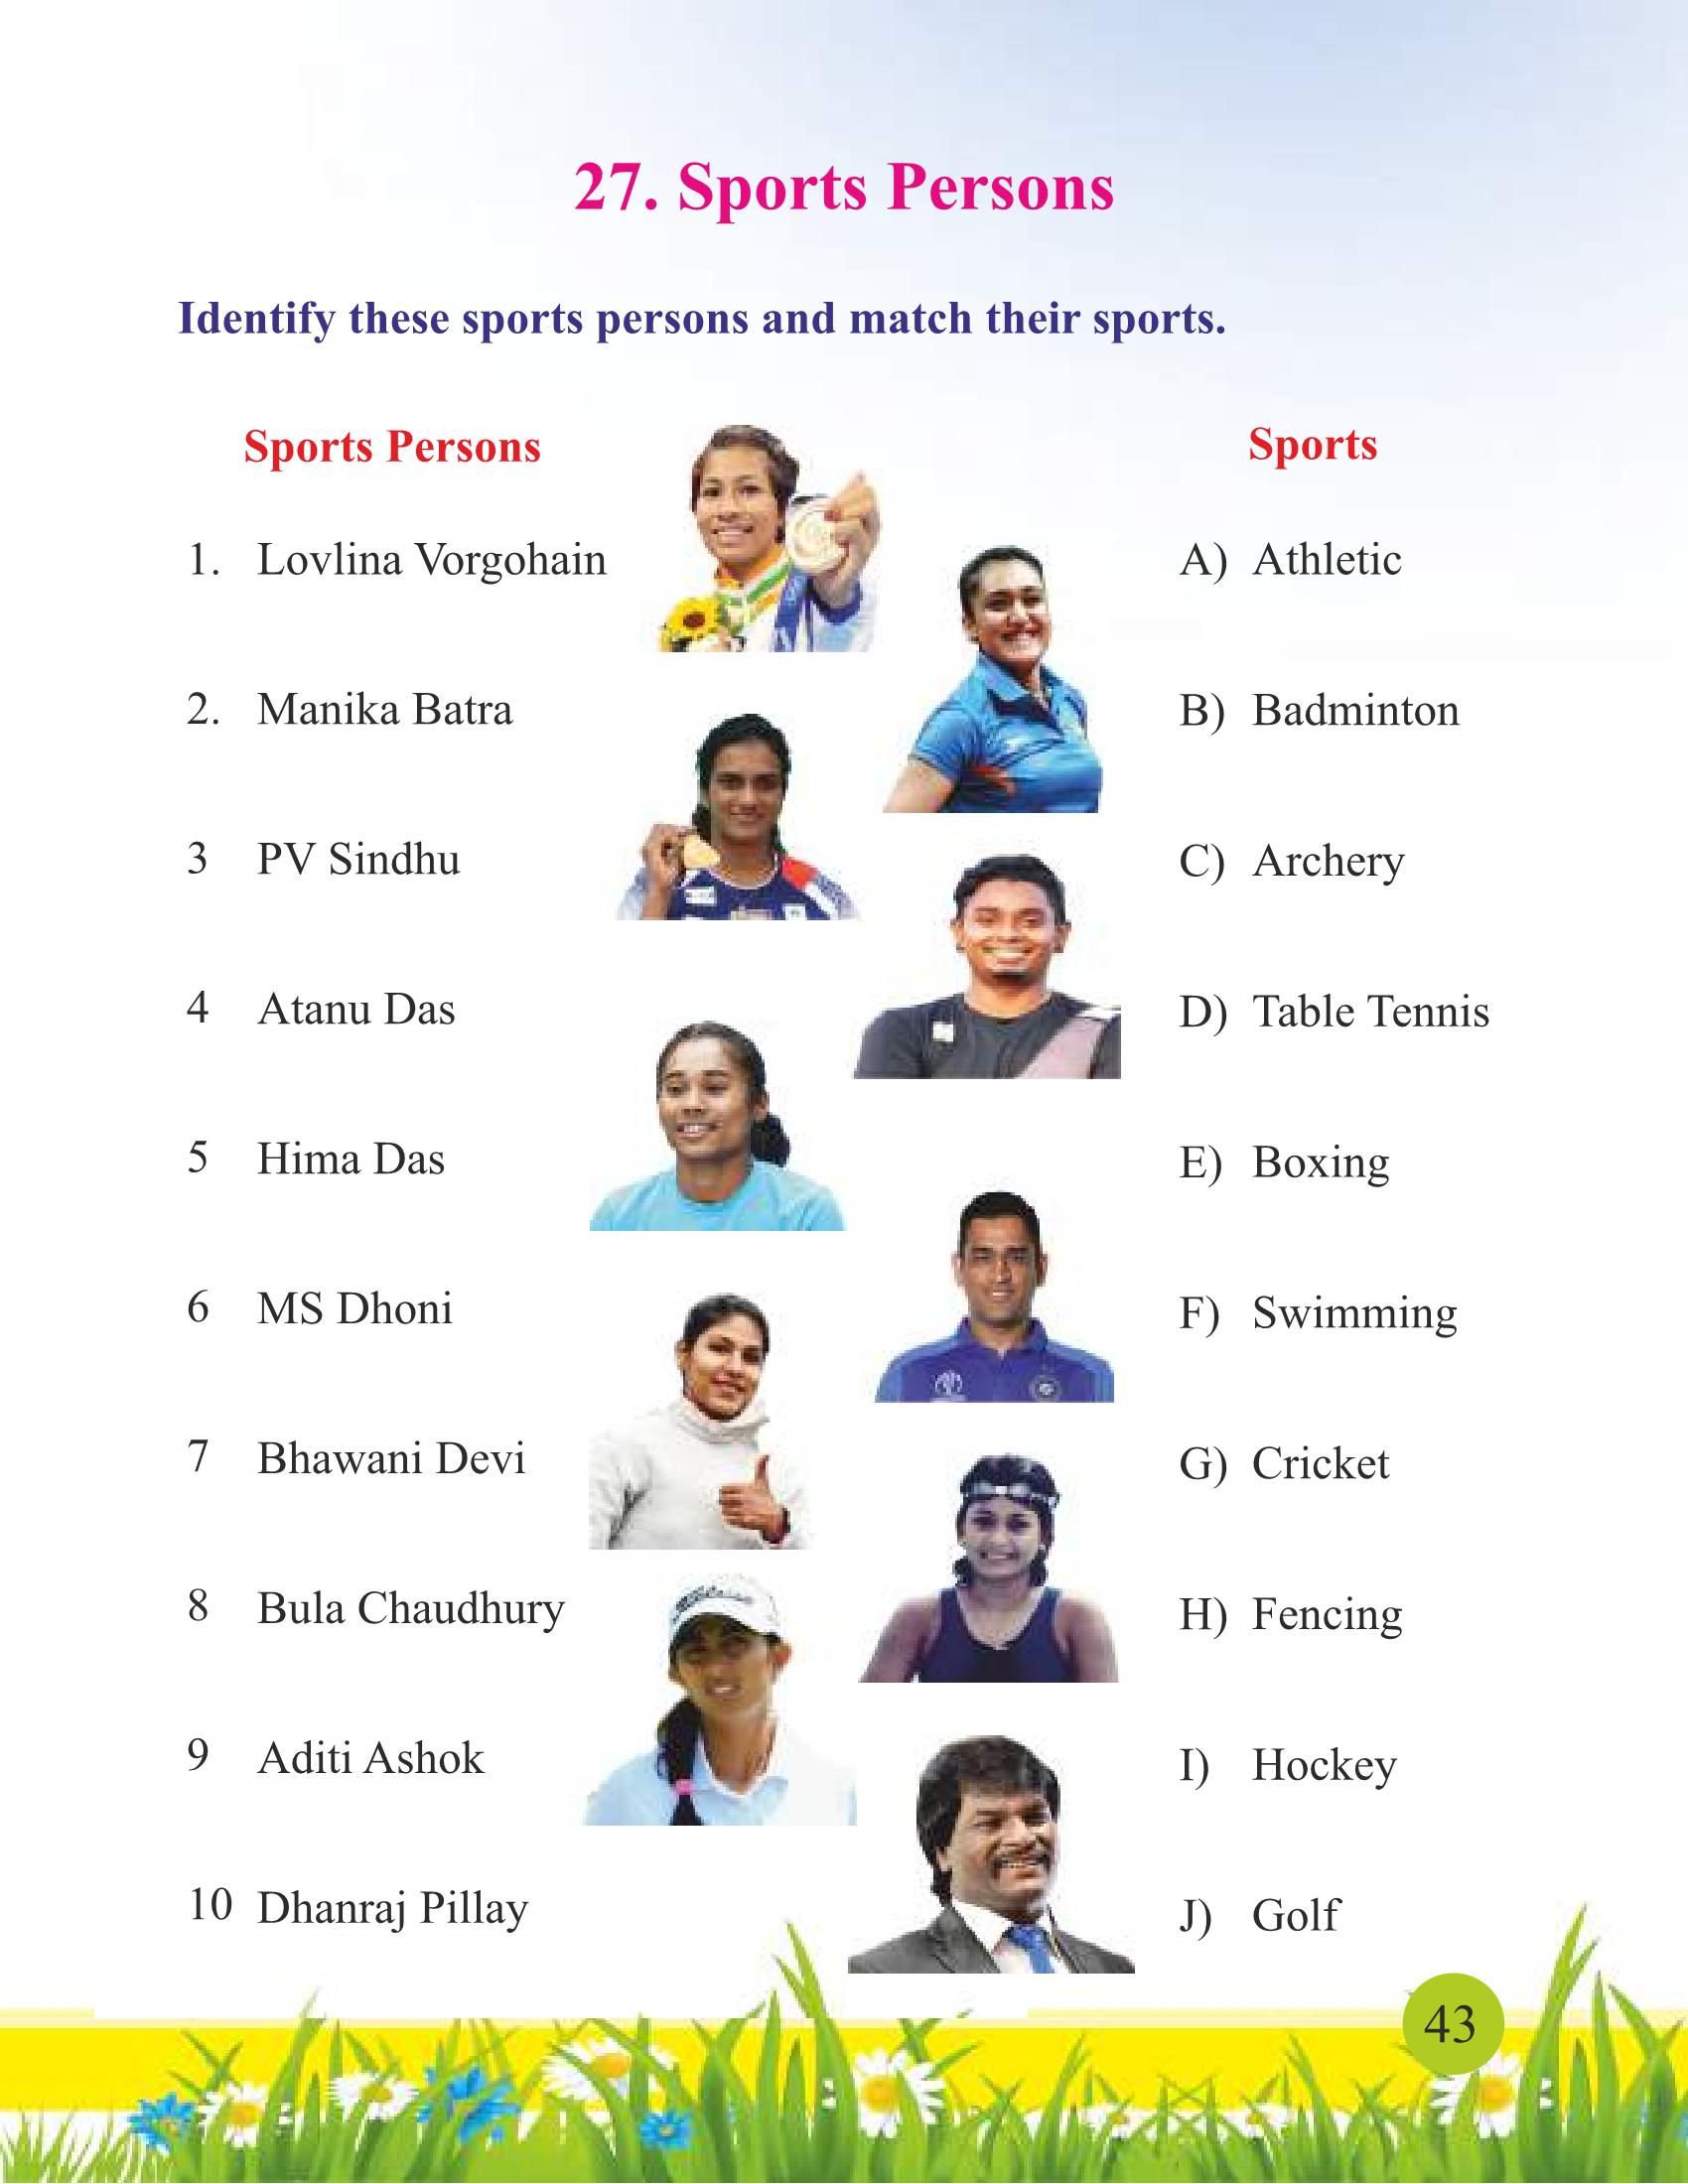 27. Sports Persons
Identify these sports persons and match their sports.
Sports Persons Sports
1. Lovlina Vorgohain A) Athletic
2. Manika Batra B) Badminton
3 PV Sindhu C) Archery
4 Atanu Das D) Table Tennis
5 Hima Das E) Boxing
6 MS Dhoni F) Swimming
7 Bhawani Devi G) Cricket
8 Bula Chaudhury H) Fencing
9 Aditi Ashok I) Hockey
10 Dhanraj Pillay J) Golf
43